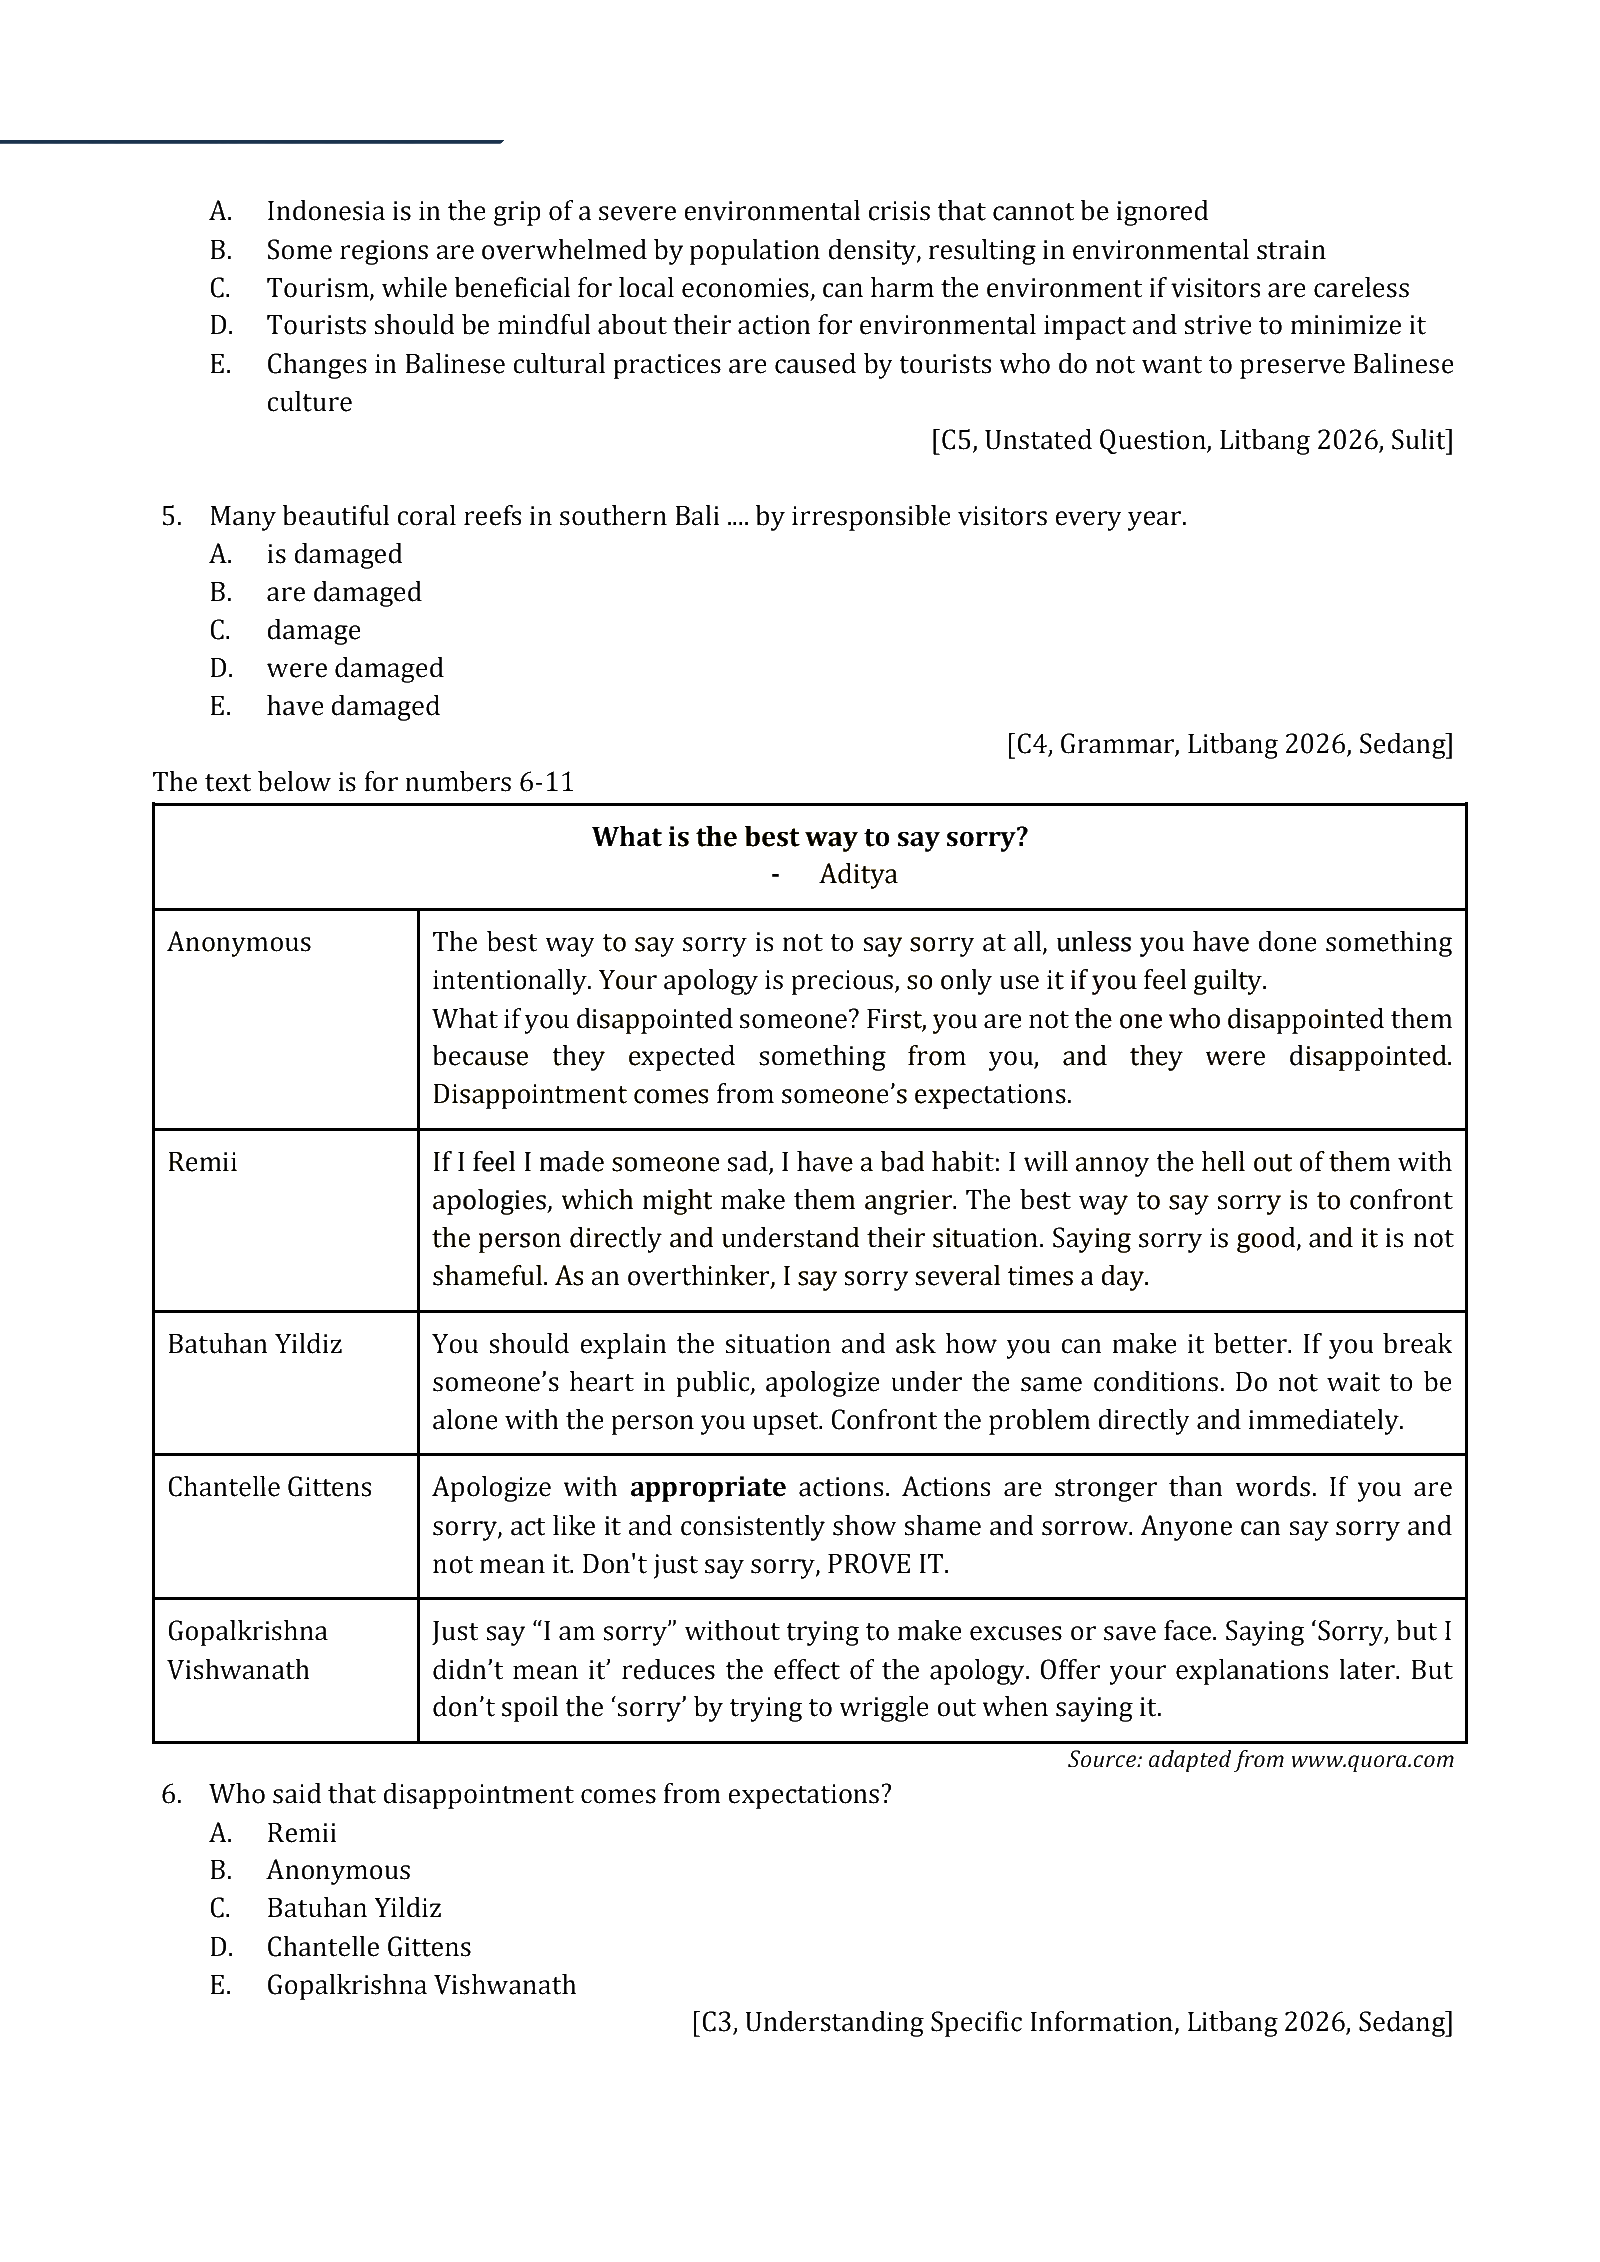 A. Indonesia is in the grip of a severe environmental crisis that cannot be ignored
B. Some regions are overwhelmed by population density, resulting in environmental strain
C. Tourism, while beneficial for local economies, can harm the environment if visitors are careless
D. Tourists should be mindful about their action for environmental impact and strive to minimize it
E. Changes in Balinese cultural practices are caused by tourists who do not want to preserve Balinese
culture
[C5, Unstated Question, Litbang 2026, Sulit]
5. Many beautiful coral reefs in southern Bali .... by irresponsible visitors every year.
A. is damaged
B. are damaged
C. damage
D. were damaged
E. have damaged
[C4, Grammar, Litbang 2026, Sedang]
The text below is for numbers 6-11
What is the best way to say sorry?
- Aditya
Anonymous
The best way to say sorry is not to say sorry at all, unless you have done something
intentionally. Your apology is precious, so only use it if you feel guilty.
What if you disappointed someone? First, you are not the one who disappointed them
because they expected something from you, and they were disappointed.
Disappointment comes from someone’s expectations.
Remii
If I feel I made someone sad, I have a bad habit: I will annoy the hell out of them with
apologies, which might make them angrier. The best way to say sorry is to confront
the person directly and understand their situation. Saying sorry is good, and it is not
shameful. As an overthinker, I say sorry several times a day.
Batuhan Yildiz
You should explain the situation and ask how you can make it better. If you break
someone’s heart in public, apologize under the same conditions. Do not wait to be
alone with the person you upset. Confront the problem directly and immediately.
Chantelle Gittens
Apologize with appropriate actions. Actions are stronger than words. If you are
sorry, act like it and consistently show shame and sorrow. Anyone can say sorry and
not mean it. Don't just say sorry, PROVE IT.
Gopalkrishna
Vishwanath
Just say “I am sorry” without trying to make excuses or save face. Saying ‘Sorry, but I
didn’t mean it’ reduces the effect of the apology. Offer your explanations later. But
don’t spoil the ‘sorry’ by trying to wriggle out when saying it.
Source: adapted from www.quora.com
6. Who said that disappointment comes from expectations?
A. Remii
B. Anonymous
C. Batuhan Yildiz
D. Chantelle Gittens
E. Gopalkrishna Vishwanath
[C3, Understanding Specific Information, Litbang 2026, Sedang]